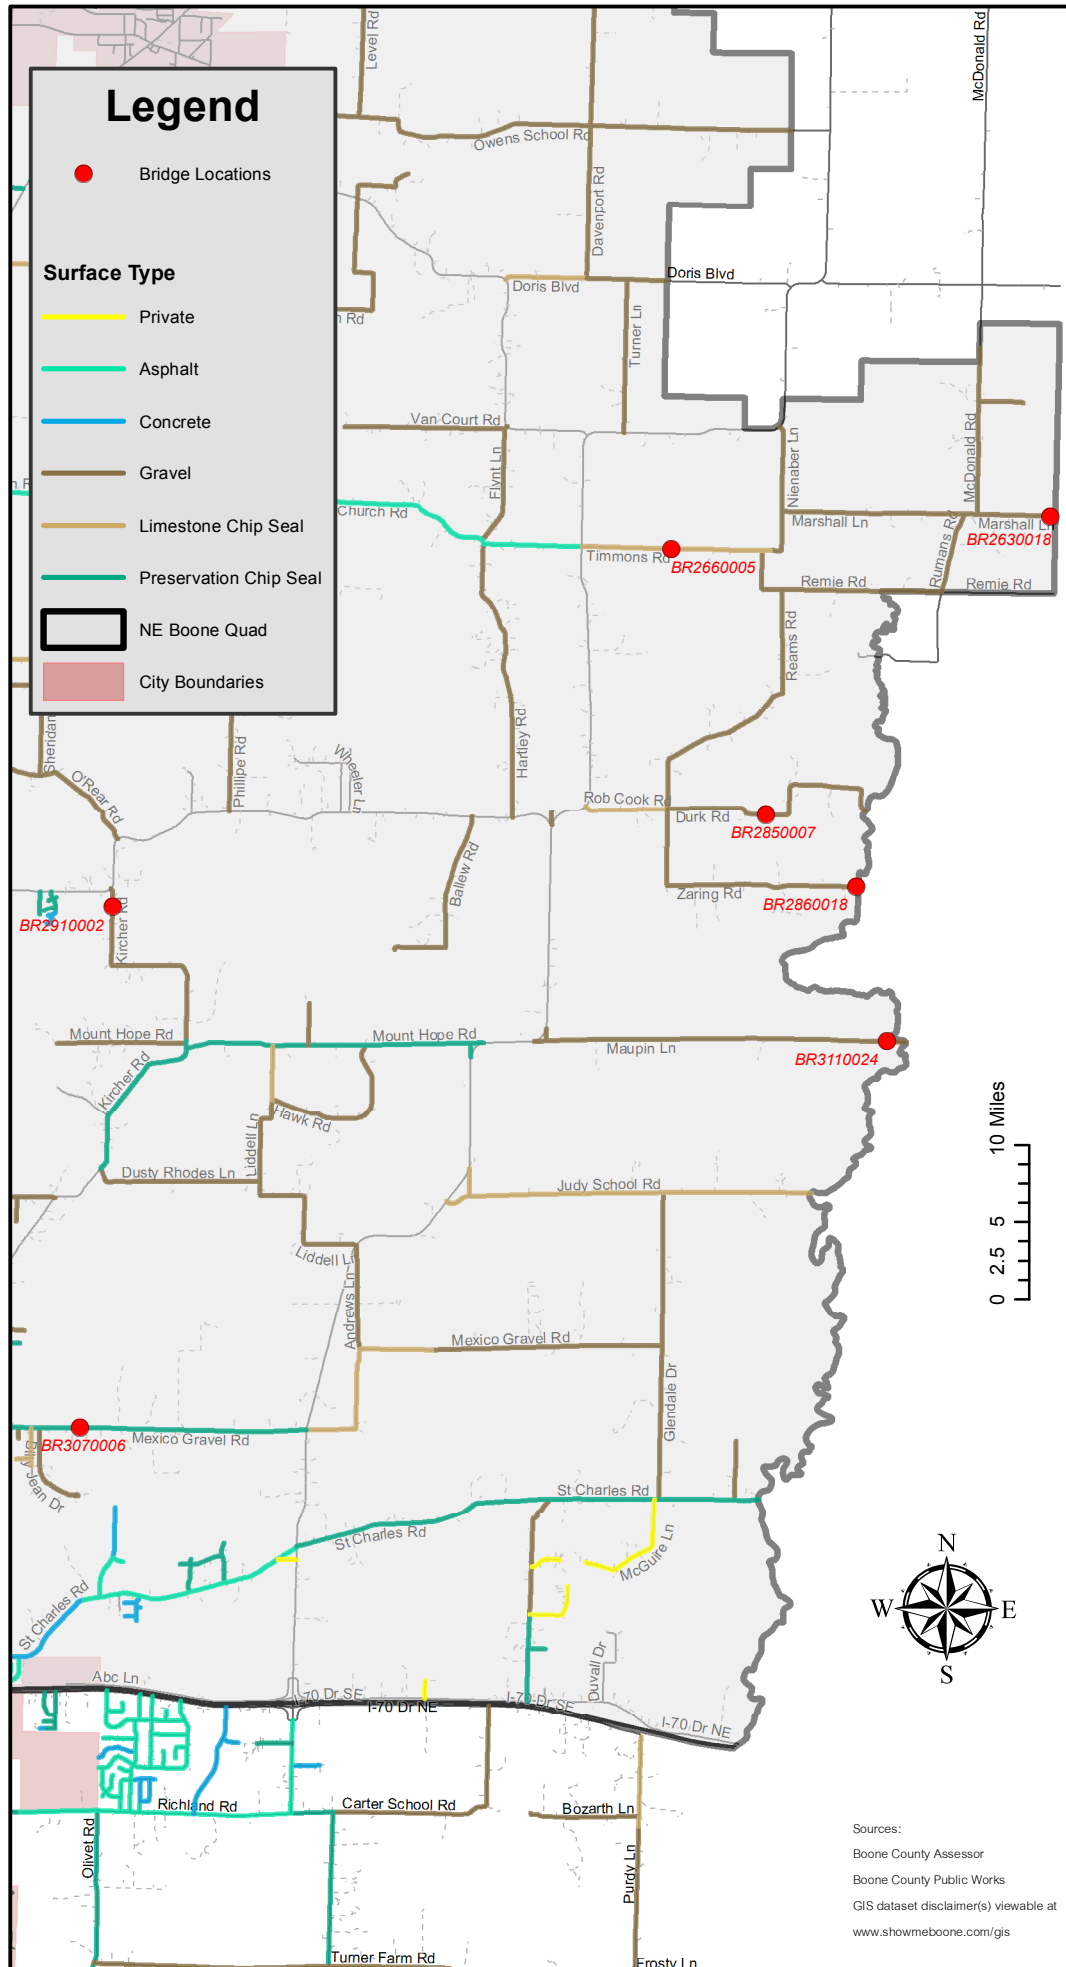 Legend
Bridge Locations
Surface Type
Private
Asphalt
Concrete
Gravel
Limestone Chip Seal
Preservation Chip Seal
NE Boone Quad
City Boundaries
Level Rd
McDonald Rd
Owens School Rd
Davenport Rd
Doris Blvd
Doris Blvd
Rd
Turner Ln
Van Court Rd
Flynt Ln
Nienaber Ln
McDonald Rd
Church Rd
Marshall Ln
Marshall Ln
BR2630018
Rumans Rd
Timmons Rd
BR2660005
Remie Rd
Remie Rd
Reams Rd
Sheridan
Phillipe Rd
Hartley Rd
Wheeler Ln
O'Rear Rd
Rob Cook Rd
Durk Rd
BR2850007
Ballew Rd
Zaring Rd
BR2860018
BR2910002
Kircher Rd
Mount Hope Rd
Mount Hope Rd
Maupin Ln
BR3110024
Kircher Rd
Hawk Rd
Liddell Ln
10 Miles
5
2.5
0
Dusty Rhodes Ln
Judy School Rd
Liddell Ln
Andrews Ln
Mexico Gravel Rd
Glendale Dr
Mexico Gravel Rd
BR3070006
Billy Jean Dr
St Charles Rd
St Charles Rd
McGuire Ln
St Charles Rd
N
W
E
S
Duvall Dr
Abc Ln
I-70 Dr SE
I-70 Dr NE
I-70 Dr SE
I-70 Dr NE
Richland Rd
Carter School Rd
Bozarth Ln
Olivet Rd
Purdy Ln
Turner Farm Rd
Frosty Ln
Sources:
Boone County Assessor
Boone County Public Works
GIS dataset disclaimer(s) viewable at
www.showmeboone.com/gis